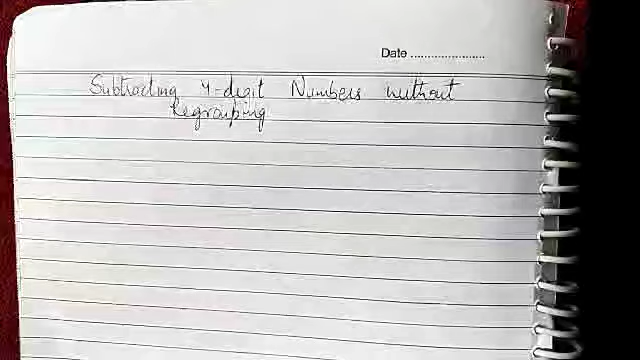 Date ........................
Subtracting 4-digit Numbers without
Regrouping